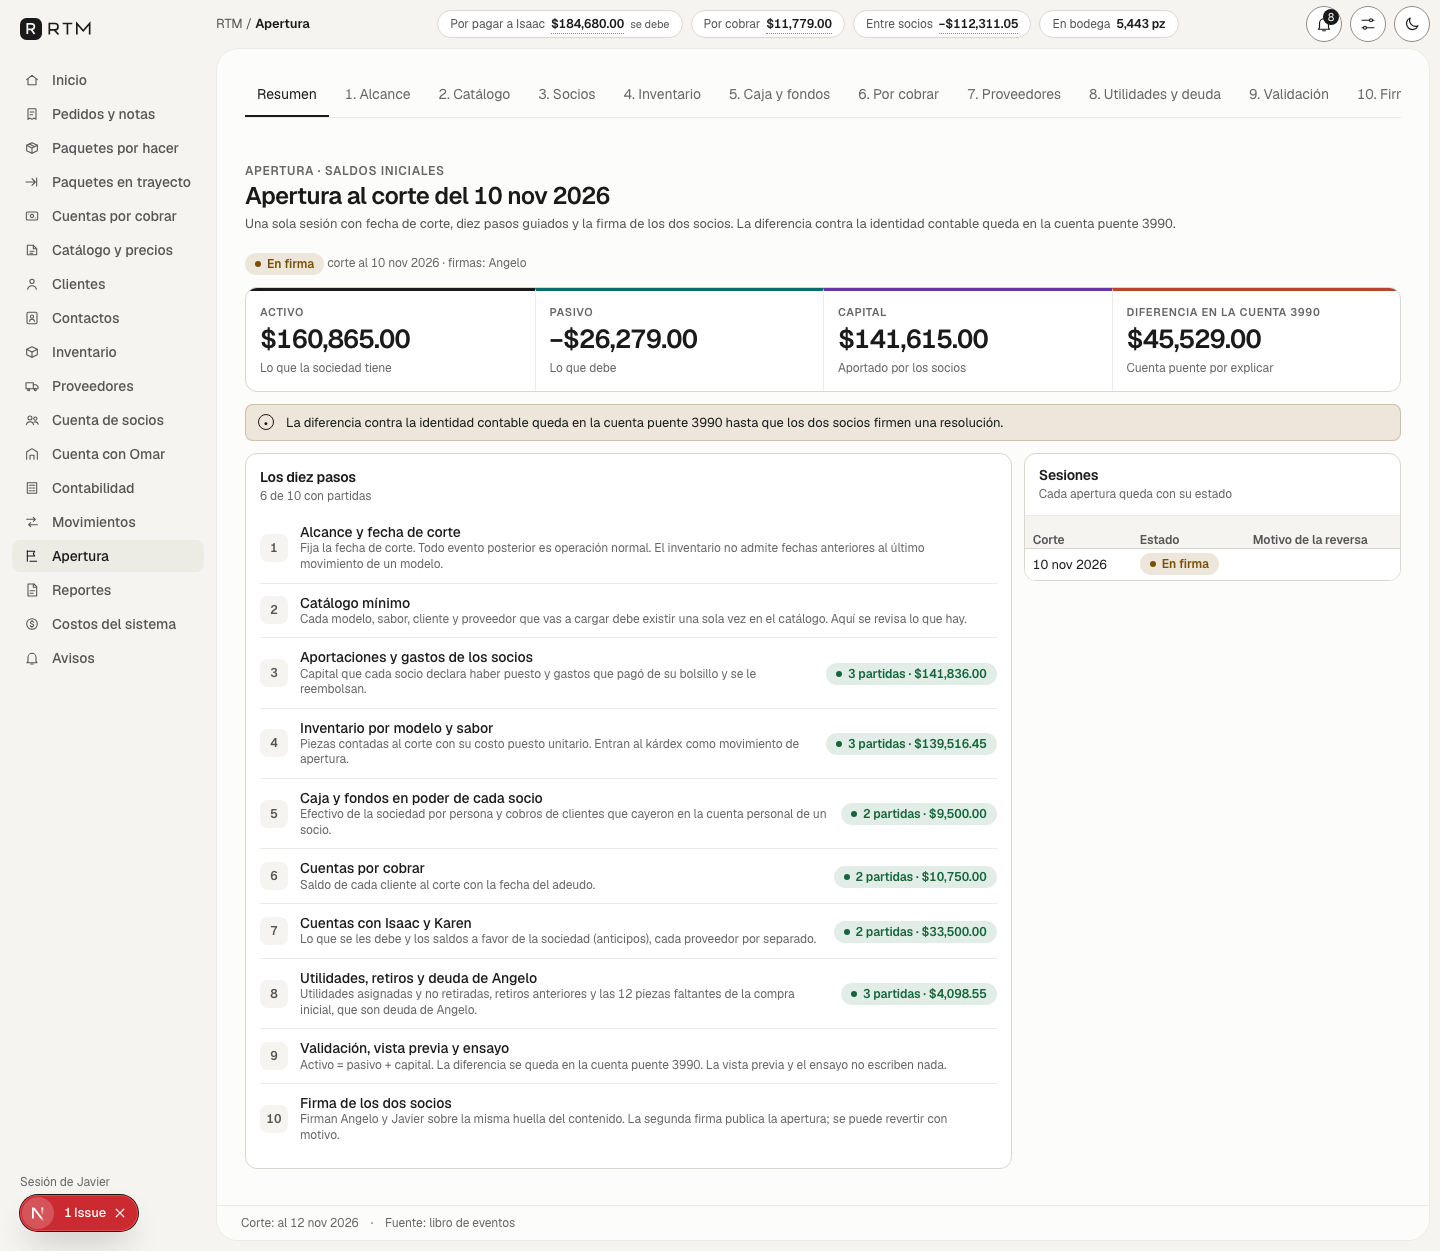 RTM
RTM / Apertura
Por pagar a Isaac $184,680.00 se debe
Por cobrar $11,779.00
Entre socios −$112,311.05
En bodega 5,443 pz
8
Inicio
Pedidos y notas
Paquetes por hacer
Paquetes en trayecto
Cuentas por cobrar
Catálogo y precios
Clientes
Contactos
Inventario
Proveedores
Cuenta de socios
Cuenta con Omar
Contabilidad
Movimientos
Apertura
Reportes
Costos del sistema
Avisos
Sesión de Javier
1 Issue
Resumen
1. Alcance
2. Catálogo
3. Socios
4. Inventario
5. Caja y fondos
6. Por cobrar
7. Proveedores
8. Utilidades y deuda
9. Validación
10. Firr
APERTURA · SALDOS INICIALES
Apertura al corte del 10 nov 2026
Una sola sesión con fecha de corte, diez pasos guiados y la firma de los dos socios. La diferencia contra la identidad contable queda en la cuenta puente 3990.
En firma corte al 10 nov 2026 · firmas: Angelo
ACTIVO
$160,865.00
Lo que la sociedad tiene
PASIVO
−$26,279.00
Lo que debe
CAPITAL
$141,615.00
Aportado por los socios
DIFERENCIA EN LA CUENTA 3990
$45,529.00
Cuenta puente por explicar
La diferencia contra la identidad contable queda en la cuenta puente 3990 hasta que los dos socios firmen una resolución.
Los diez pasos
6 de 10 con partidas
1
Alcance y fecha de corte
Fija la fecha de corte. Todo evento posterior es operación normal. El inventario no admite fechas anteriores al último
movimiento de un modelo.
2
Catálogo mínimo
Cada modelo, sabor, cliente y proveedor que vas a cargar debe existir una sola vez en el catálogo. Aquí se revisa lo que hay.
3
Aportaciones y gastos de los socios
Capital que cada socio declara haber puesto y gastos que pagó de su bolsillo y se le
reembolsan.
3 partidas · $141,836.00
4
Inventario por modelo y sabor
Piezas contadas al corte con su costo puesto unitario. Entran al kárdex como movimiento de
apertura.
3 partidas · $139,516.45
5
Caja y fondos en poder de cada socio
Efectivo de la sociedad por persona y cobros de clientes que cayeron en la cuenta personal de un
socio.
2 partidas · $9,500.00
6
Cuentas por cobrar
Saldo de cada cliente al corte con la fecha del adeudo.
2 partidas · $10,750.00
7
Cuentas con Isaac y Karen
Lo que se les debe y los saldos a favor de la sociedad (anticipos), cada proveedor por separado.
2 partidas · $33,500.00
8
Utilidades, retiros y deuda de Angelo
Utilidades asignadas y no retiradas, retiros anteriores y las 12 piezas faltantes de la compra
inicial, que son deuda de Angelo.
3 partidas · $4,098.55
9
Validación, vista previa y ensayo
Activo = pasivo + capital. La diferencia se queda en la cuenta puente 3990. La vista previa y el ensayo no escriben nada.
10
Firma de los dos socios
Firman Angelo y Javier sobre la misma huella del contenido. La segunda firma publica la apertura; se puede revertir con
motivo.
Sesiones
Cada apertura queda con su estado
Corte Estado Motivo de la reversa
10 nov 2026 En firma
Corte: al 12 nov 2026 · Fuente: libro de eventos